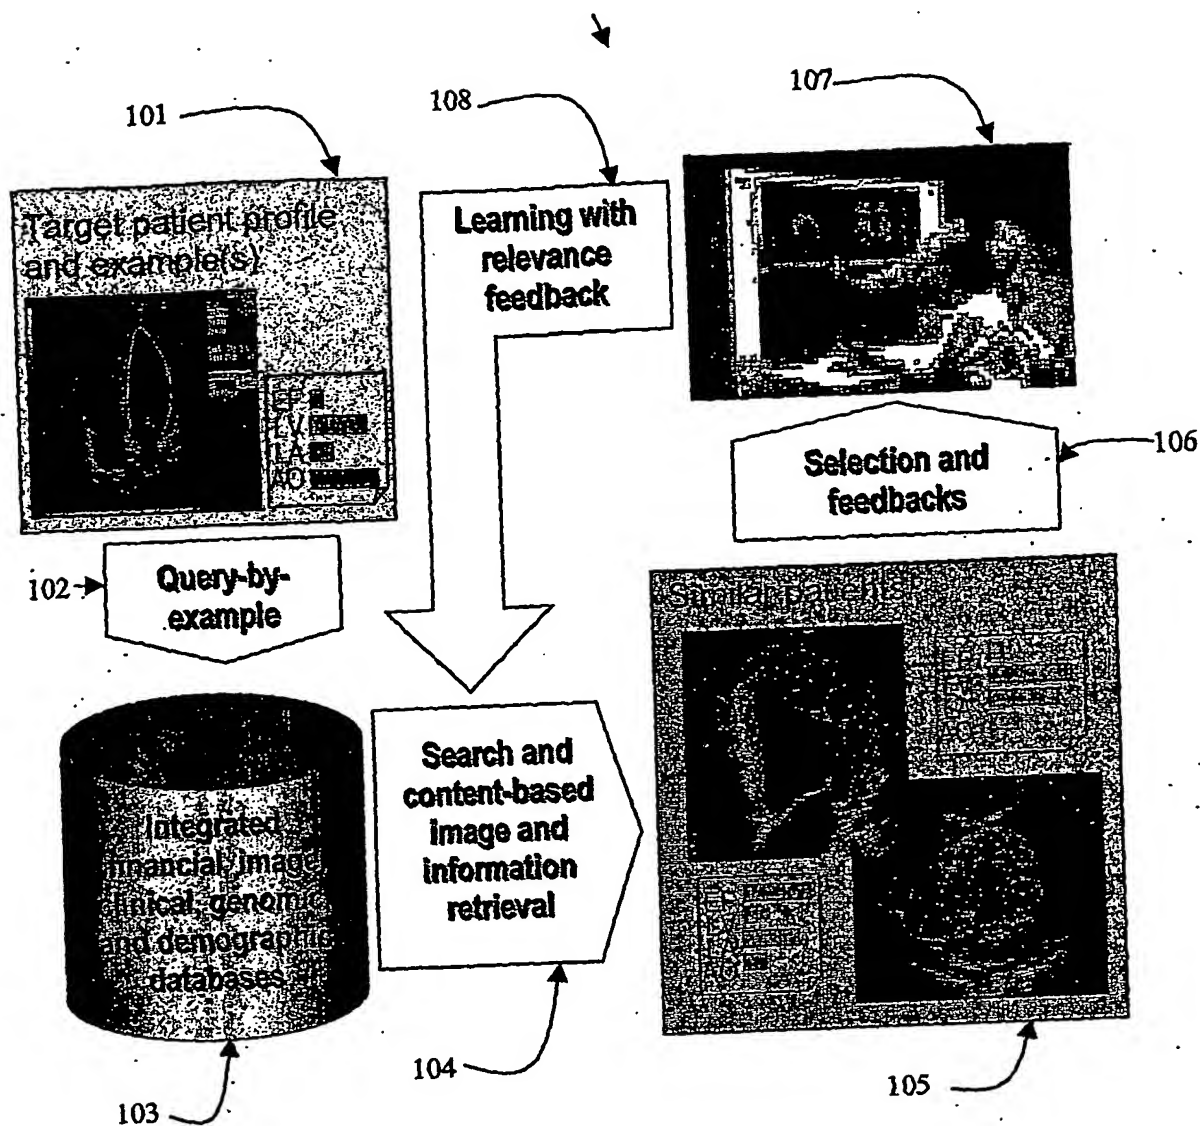 101
108
107
Target patient profile
and example(s)
EF
LV
LA
AO
Learning with
relevance
feedback
Selection and
feedbacks
106
102
Query-by-
example
Similar patients
Integrated
financial, image,
clinical, genomic
and demographic
databases
Search and
content-based
image and
information
retrieval
103
104
105